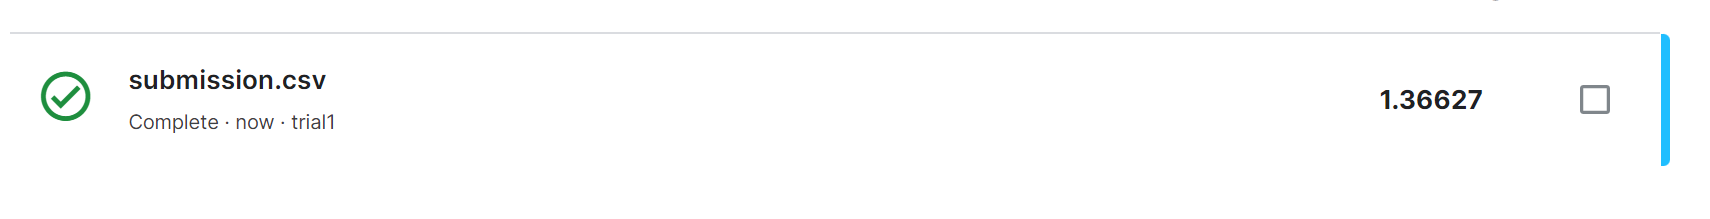 submission.csv
1.36627
Complete · now · trial1